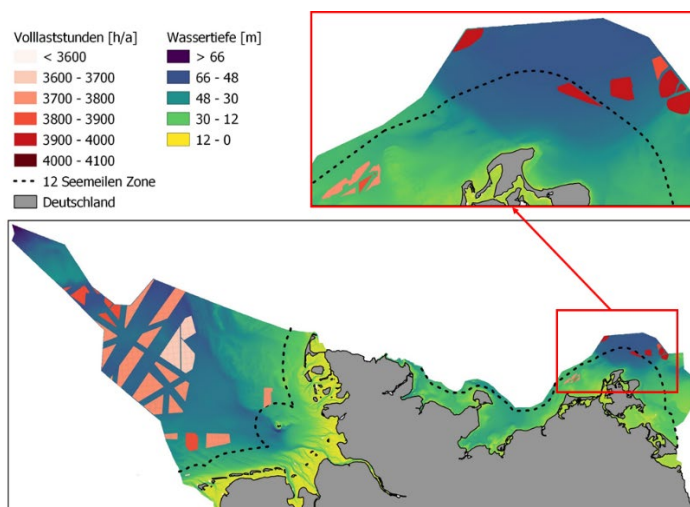 Volllaststunden [h/a]
< 3600
3600 - 3700
3700 - 3800
3800 - 3900
3900 - 4000
4000 - 4100
12 Seemeilen Zone
Deutschland
Wassertiefe [m]
> 66
66 - 48
48 - 30
30 - 12
12 - 0